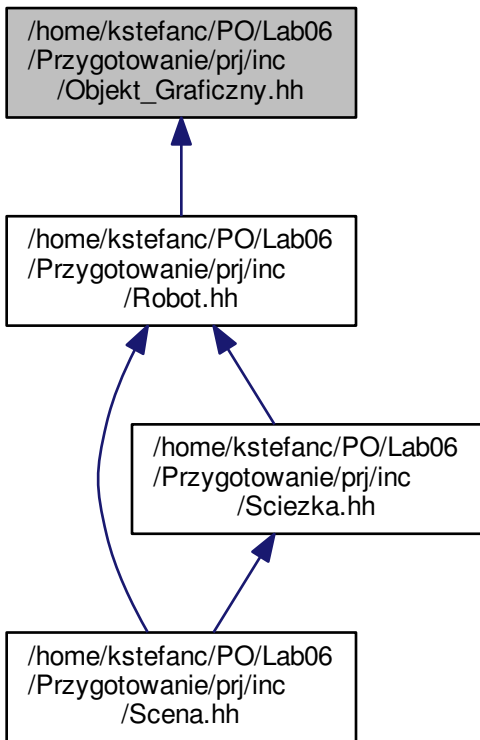 /home/kstefanc/PO/Lab06
/Przygotowanie/prj/inc
/Objekt_Graficzny.hh
/home/kstefanc/PO/Lab06
/Przygotowanie/prj/inc
/Robot.hh
/home/kstefanc/PO/Lab06
/Przygotowanie/prj/inc
/Sciezka.hh
/home/kstefanc/PO/Lab06
/Przygotowanie/prj/inc
/Scena.hh